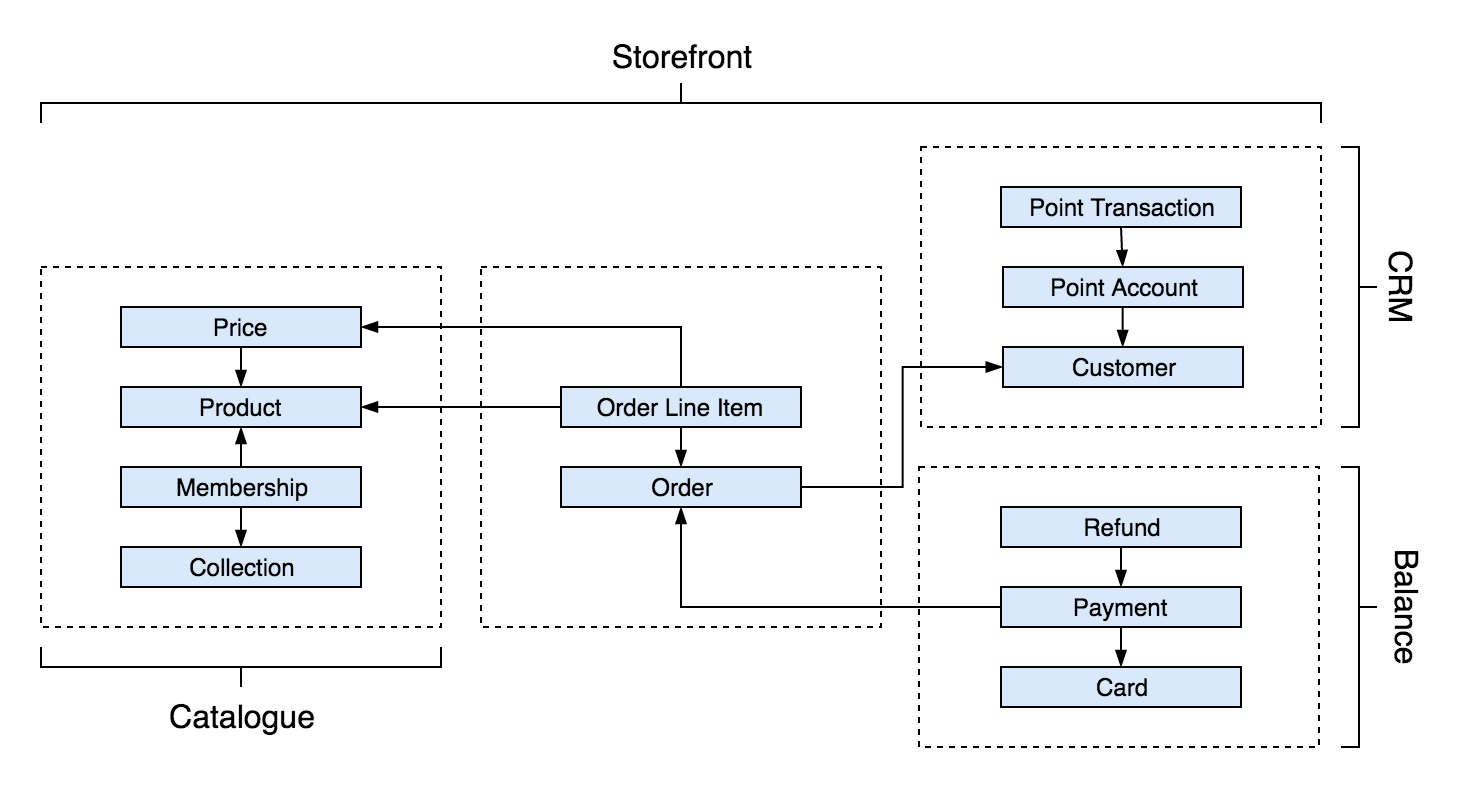 Storefront
Point Transaction
Point Account
Customer
CRM
Price
Product
Membership
Collection
Catalogue
Order Line Item
Order
Refund
Payment
Card
Balance